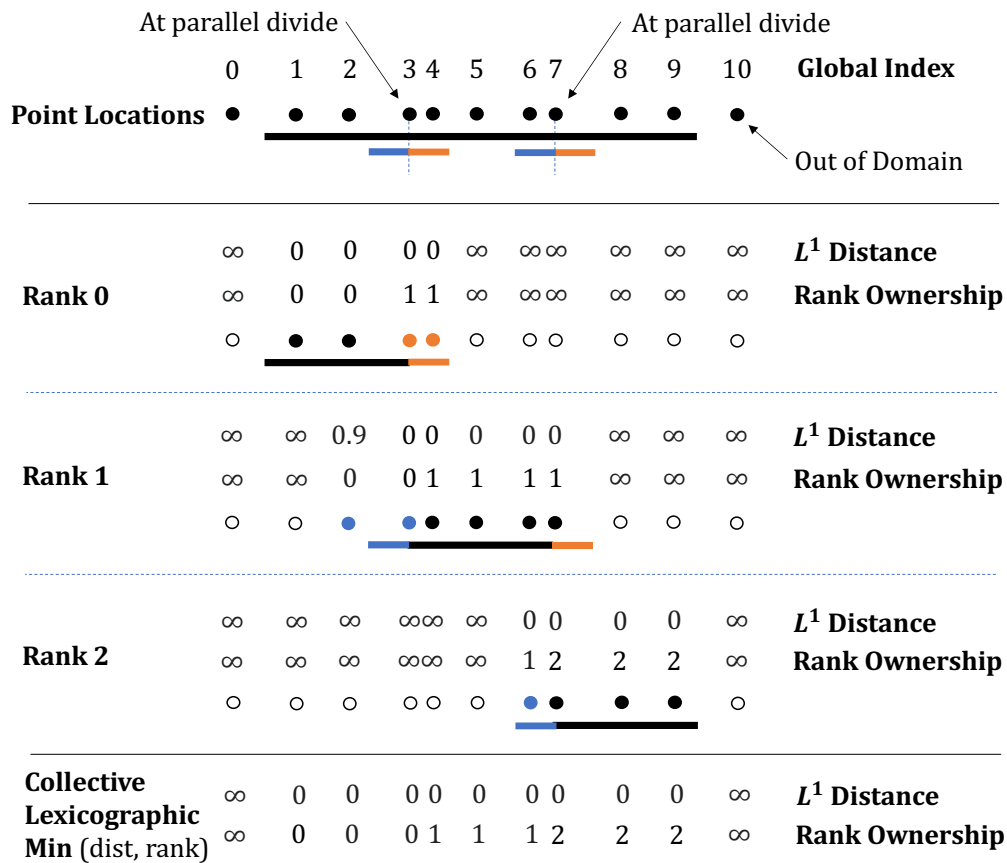 At parallel divide At parallel divide
0 1 2 3 4 5 6 7 8 9 10 Global Index
Point Locations
Out of Domain
∞ 0 0 0 0 ∞ ∞ ∞ ∞ ∞ ∞ L¹ Distance
Rank 0 ∞ 0 0 1 1 ∞ ∞ ∞ ∞ ∞ ∞ Rank Ownership
∞ ∞ 0.9 0 0 0 0 0 ∞ ∞ ∞ L¹ Distance
Rank 1 ∞ ∞ 0 0 1 1 1 1 ∞ ∞ ∞ Rank Ownership
∞ ∞ ∞ ∞ ∞ ∞ 0 0 0 0 ∞ L¹ Distance
Rank 2 ∞ ∞ ∞ ∞ ∞ ∞ 1 2 2 2 ∞ Rank Ownership
Collective
Lexicographic
Min (dist, rank)
∞ 0 0 0 0 0 0 0 0 0 ∞ L¹ Distance
∞ 0 0 0 1 1 1 2 2 2 ∞ Rank Ownership